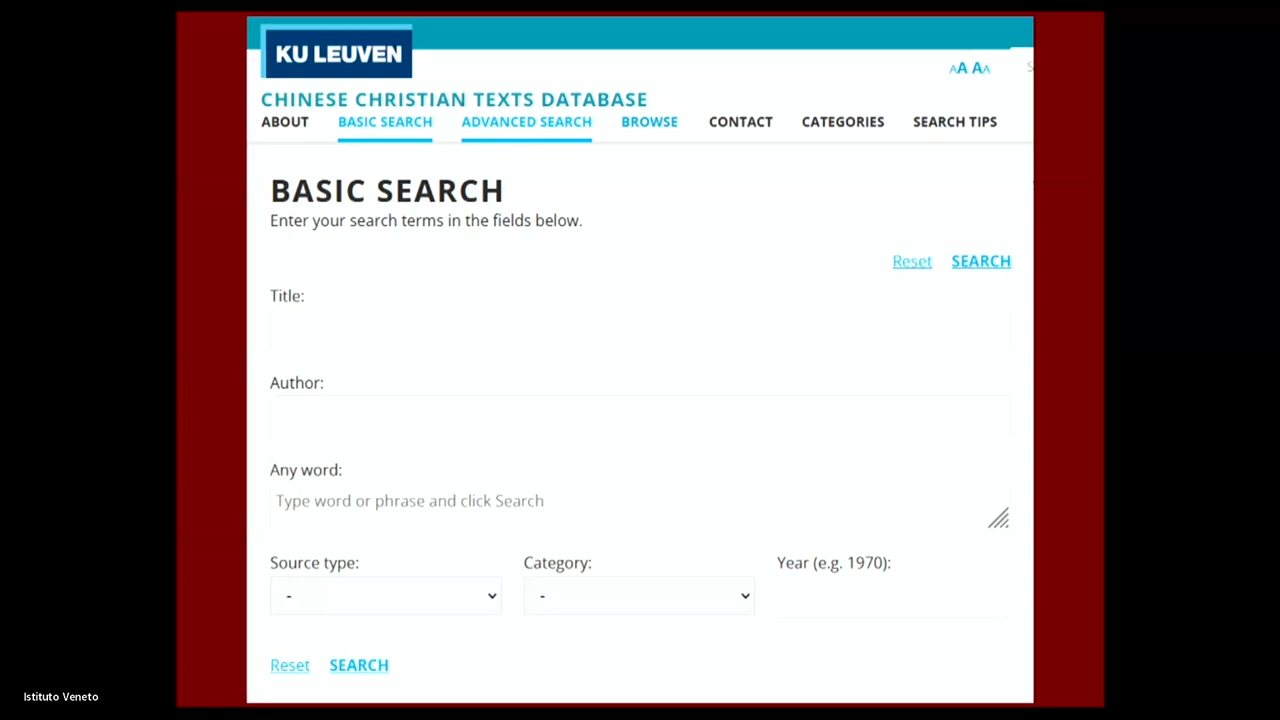 KU LEUVEN
AA AA
S
CHINESE CHRISTIAN TEXTS DATABASE
ABOUT BASIC SEARCH ADVANCED SEARCH BROWSE CONTACT CATEGORIES SEARCH TIPS
BASIC SEARCH
Enter your search terms in the fields below.
Reset SEARCH
Title:
Author:
Any word:
Type word or phrase and click Search
Source type: Category: Year (e.g. 1970):
- -
Reset SEARCH
Istituto Veneto